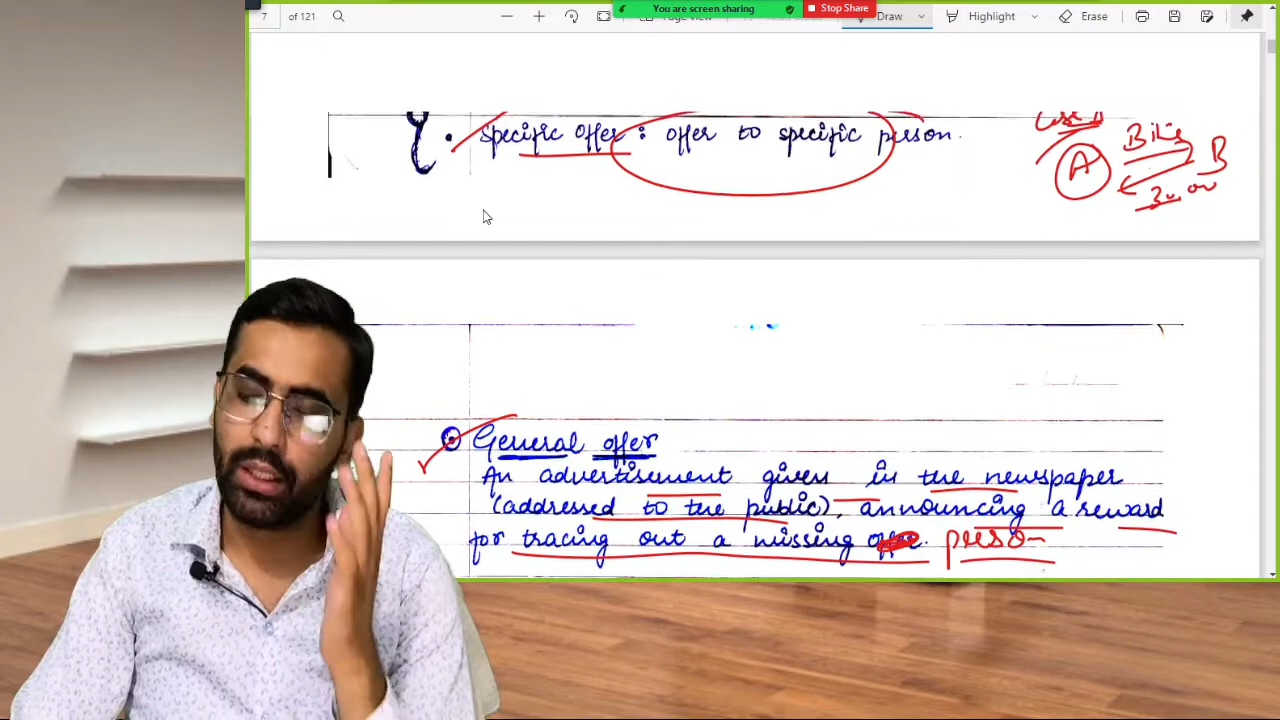 7 of 121
You are screen sharing
Stop Share
Draw
Highlight
Erase
• Specific offer : offer to specific person.
A
B
General offer
An advertisement given in the newspaper
(addressed to the public), announcing a reward
for tracing out a missing person